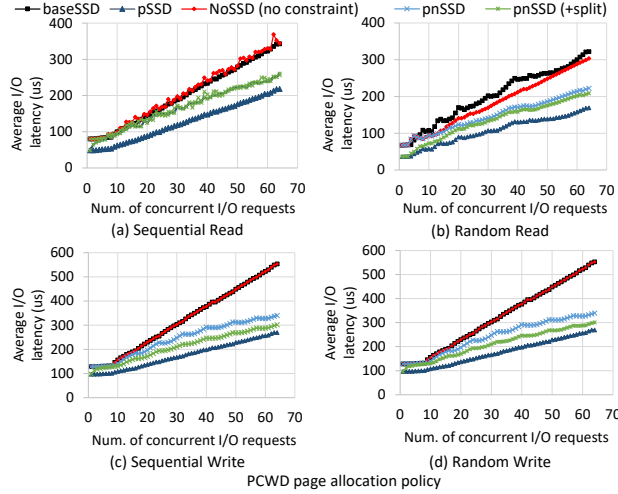 baseSSD pSSD NoSSD (no constraint) pnSSD pnSSD (+split)
Average I/O
latency (us)
400
300
200
100
0
0 10 20 30 40 50 60 70
Num. of concurrent I/O requests
(a) Sequential Read
Average I/O
latency (us)
400
300
200
100
0
0 10 20 30 40 50 60 70
Num. of concurrent I/O requests
(b) Random Read
Average I/O
latency (us)
600
500
400
300
200
100
0
0 10 20 30 40 50 60 70
Num. of concurrent I/O requests
(c) Sequential Write
Average I/O
latency (us)
600
500
400
300
200
100
0
0 10 20 30 40 50 60 70
Num. of concurrent I/O requests
(d) Random Write
PCWD page allocation policy